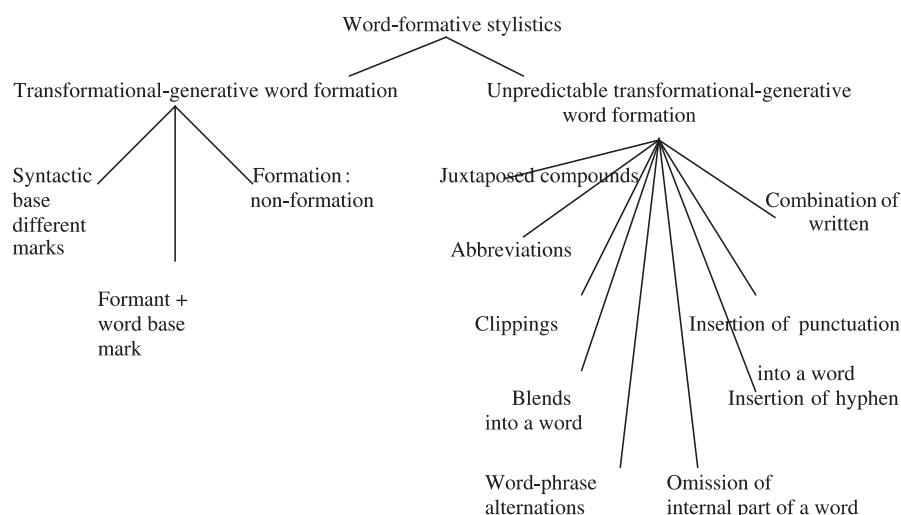 Word-formative stylistics
Transformational-generative word formation
Unpredictable transformational-generative
word formation
Syntactic
base
different
marks
Formation :
non-formation
Formant +
word base
mark
Juxtaposed compounds
Combination of
written
Abbreviations
Clippings
Insertion of punctuation
into a word
Blends
into a word
Insertion of hyphen
Word-phrase
alternations
Omission of
internal part of a word